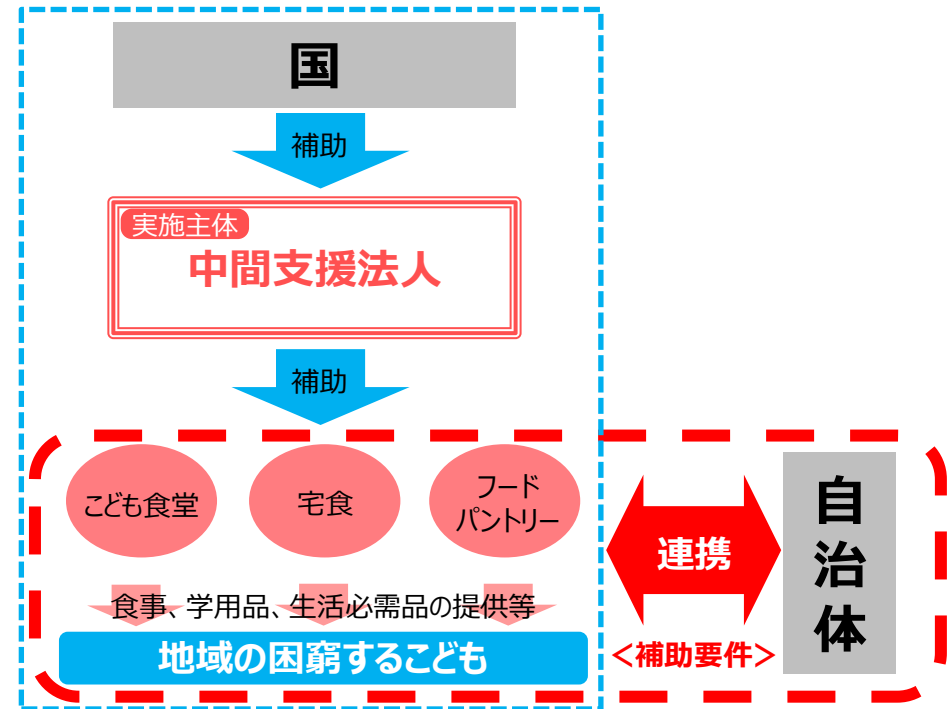 国
補助
実施主体
中間支援法人
補助
こども食堂
宅食
フード
パントリー
食事、学用品、生活必需品の提供等
地域の困窮するこども
連携
<補助要件>
自
治
体